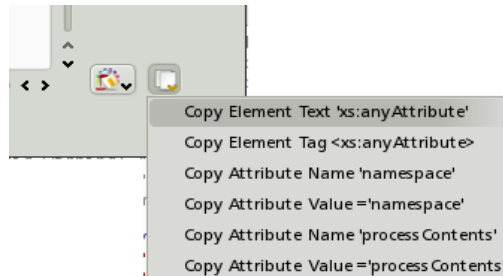 Copy Element Text 'xs:anyAttribute'
Copy Element Tag <xs:anyAttribute>
Copy Attribute Name 'namespace'
Copy Attribute Value ='namespace'
Copy Attribute Name 'processContents'
Copy Attribute Value ='processContents